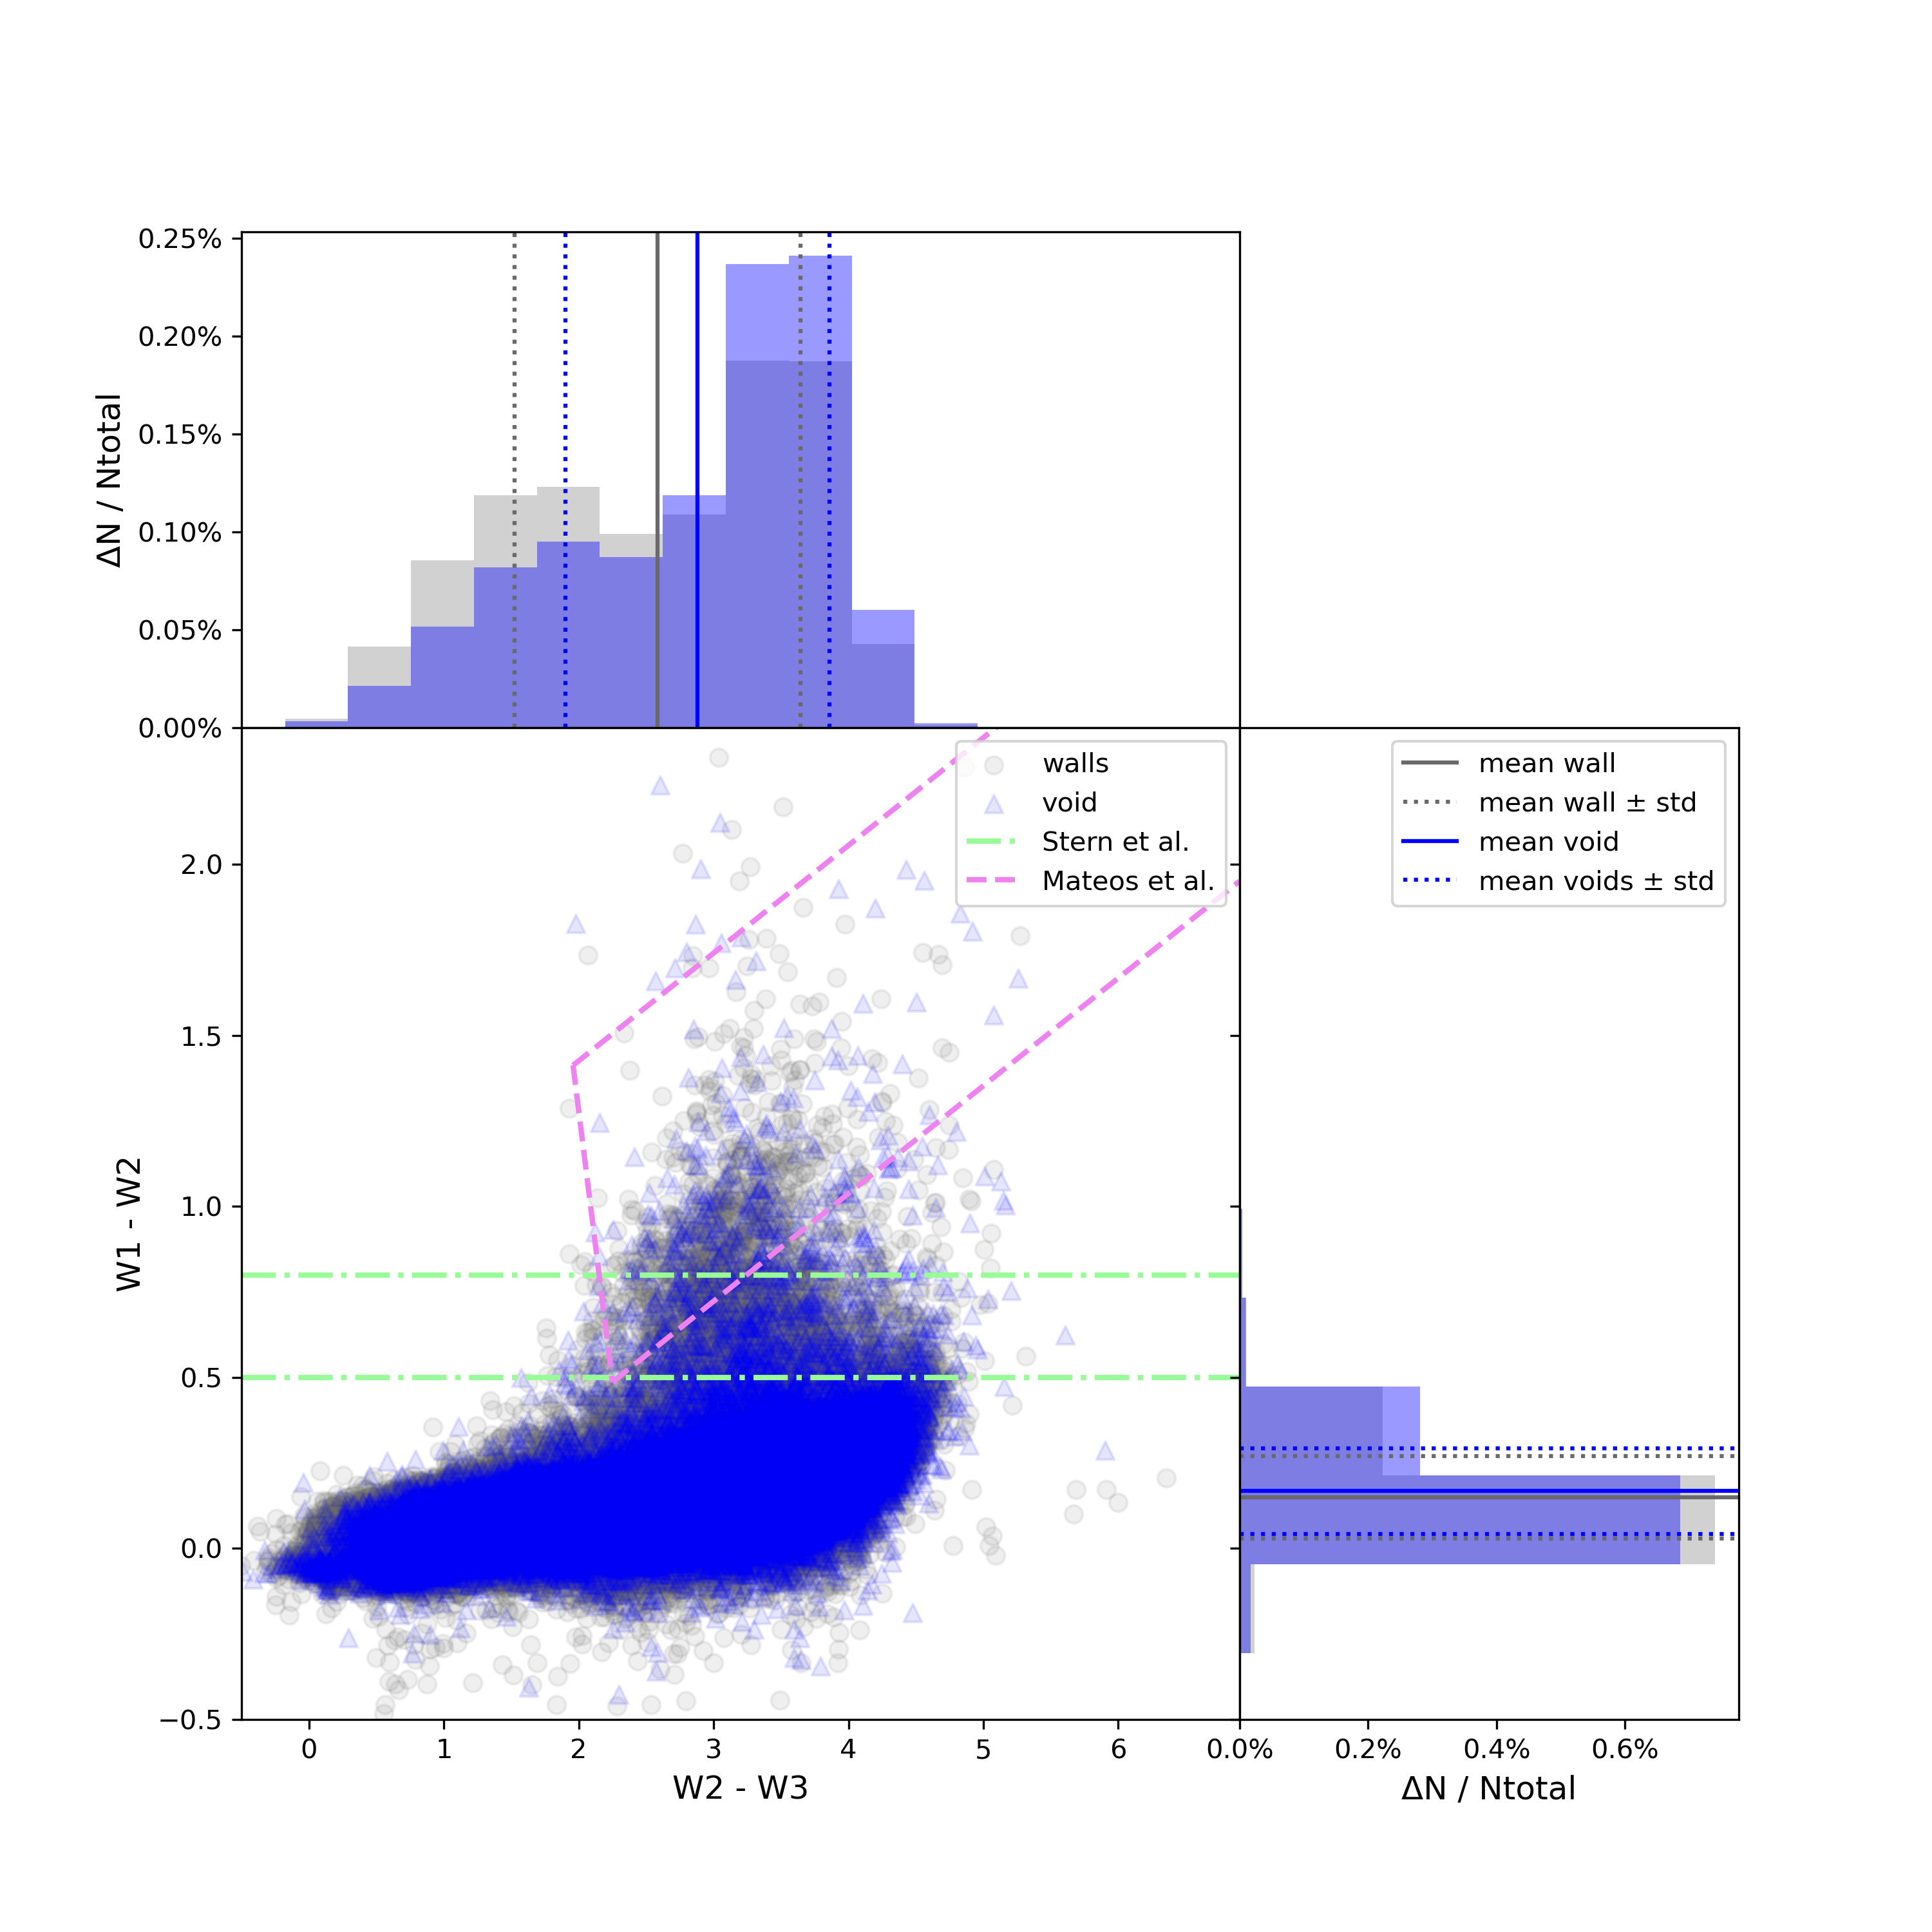 0.25%
0.20%
0.15%
0.10%
0.05%
0.00%
ΔN / Ntotal
walls
void
Stern et al.
Mateos et al.
mean wall
mean wall ± std
mean void
mean voids ± std
2.0
1.5
1.0
0.5
0.0
−0.5
W1 - W2
0 1 2 3 4 5 6
W2 - W3
0.0% 0.2% 0.4% 0.6%
ΔN / Ntotal